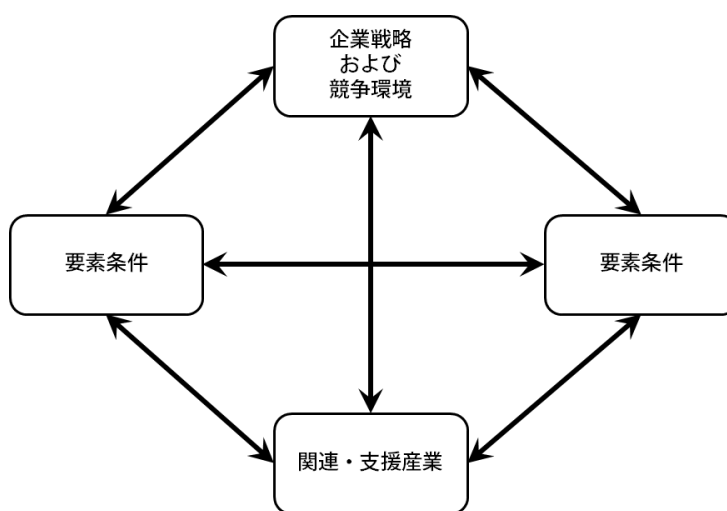 企業戦略
および
競争環境
要素条件
要素条件
関連・支援産業